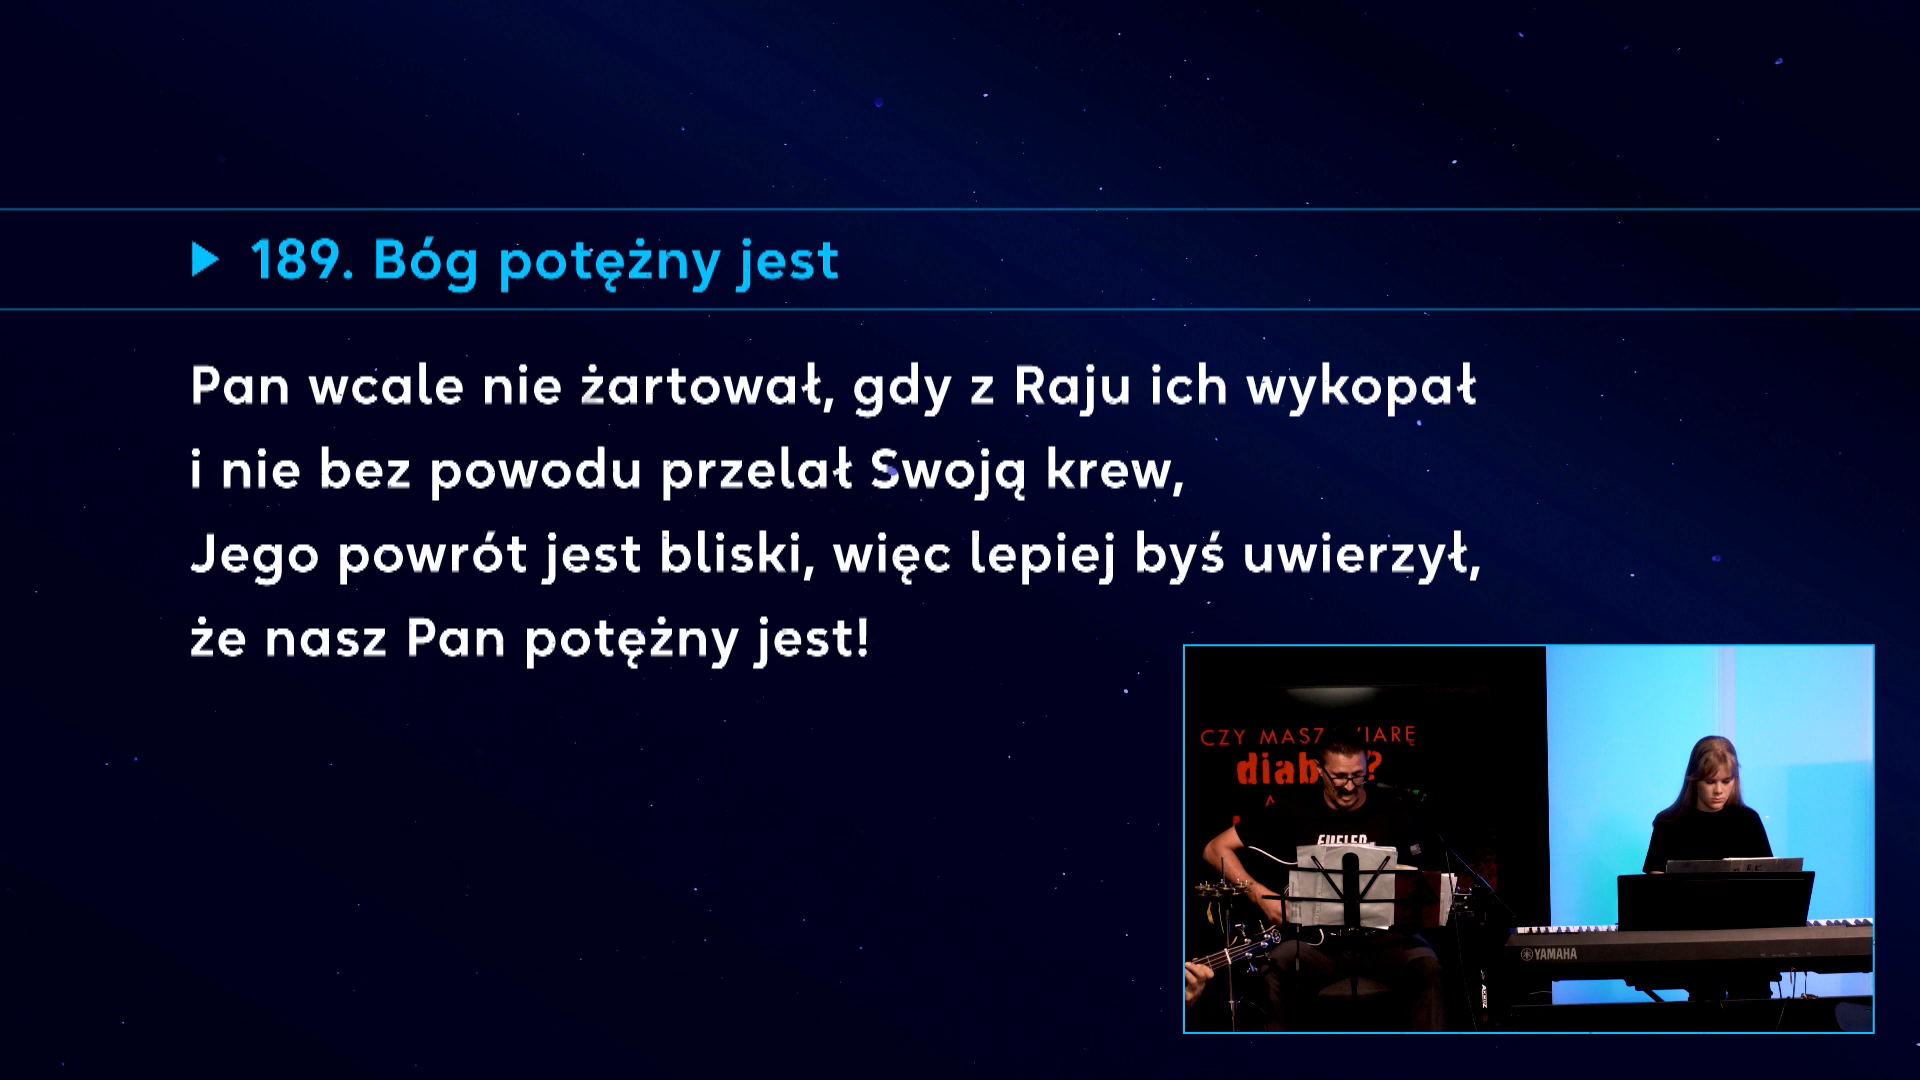 189. Bóg potężny jest
Pan wcale nie żartował, gdy z Raju ich wykopał
i nie bez powodu przelał Swoją krew,
Jego powrót jest bliski, więc lepiej byś uwierzył,
że nasz Pan potężny jest!
CZY MASZ
diab ?
YAMAHA